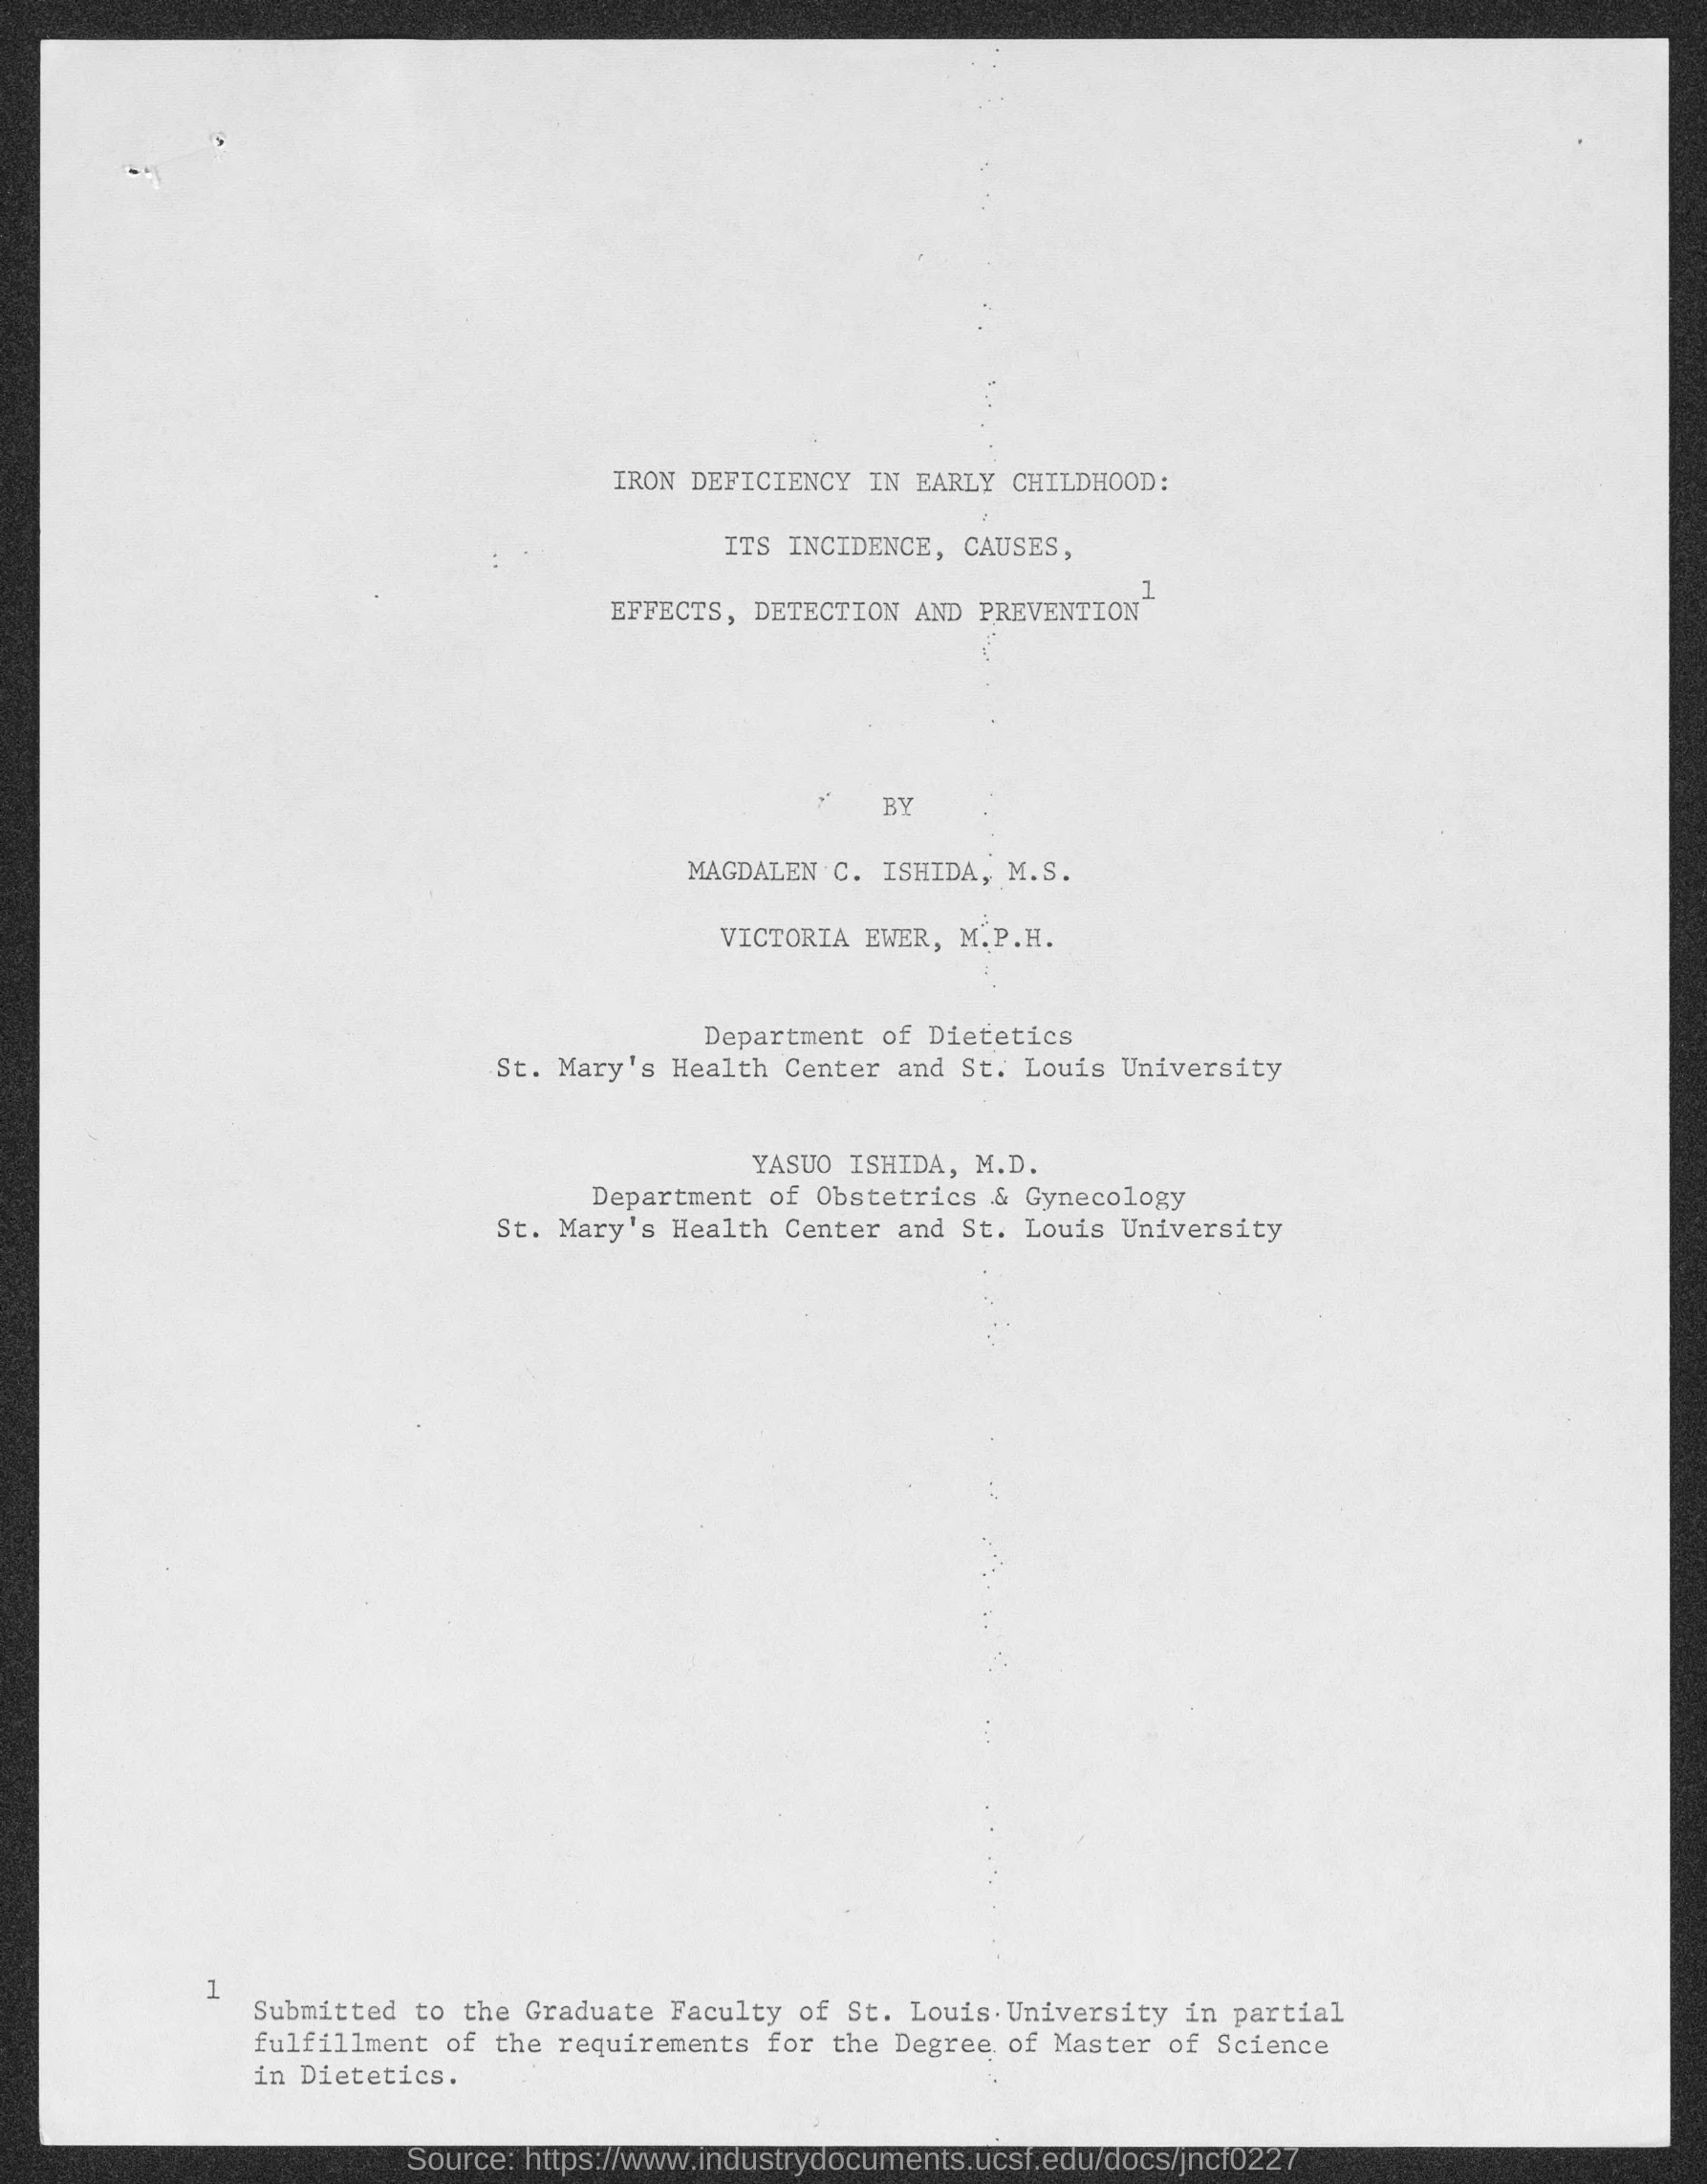 IRON DEFICIENCY IN EARLY CHILDHOOD:
ITS INCIDENCE, CAUSES,
EFFECTS, DETECTION AND PREVENTION1
BY
MAGDALEN C. ISHIDA, M.S.
VICTORIA EWER, M.P.H.
Department of Dietetics
St. Mary's Health Center and St. Louis University
YASUO ISHIDA, M.D.
Department of Obstetrics & Gynecology
St. Mary's Health Center and St. Louis University
1
Submitted to the Graduate Faculty of St. Louis University in partial
fulfillment of the requirements for the Degree of Master of Science
in Dietetics.
Source: https://www.industrydocuments.ucsf.edu/docs/jncf0227